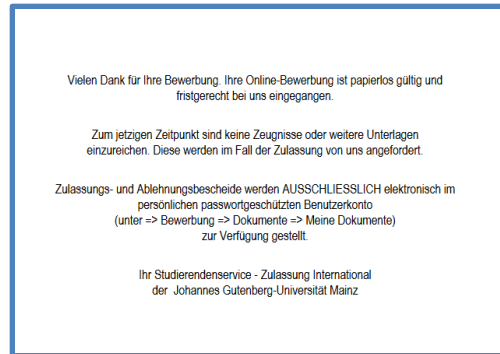 Vielen Dank für Ihre Bewerbung. Ihre Online-Bewerbung ist papierlos gültig und
fristgerecht bei uns eingegangen.
Zum jetzigen Zeitpunkt sind keine Zeugnisse oder weitere Unterlagen
einzureichen. Diese werden im Fall der Zulassung von uns angefordert.
Zulassungs- und Ablehnungsbescheide werden AUSSCHLIESSLICH elektronisch im
persönlichen passwortgeschützten Benutzerkonto
(unter => Bewerbung => Dokumente => Meine Dokumente)
zur Verfügung gestellt.
Ihr Studierendenservice - Zulassung International
der Johannes Gutenberg-Universität Mainz